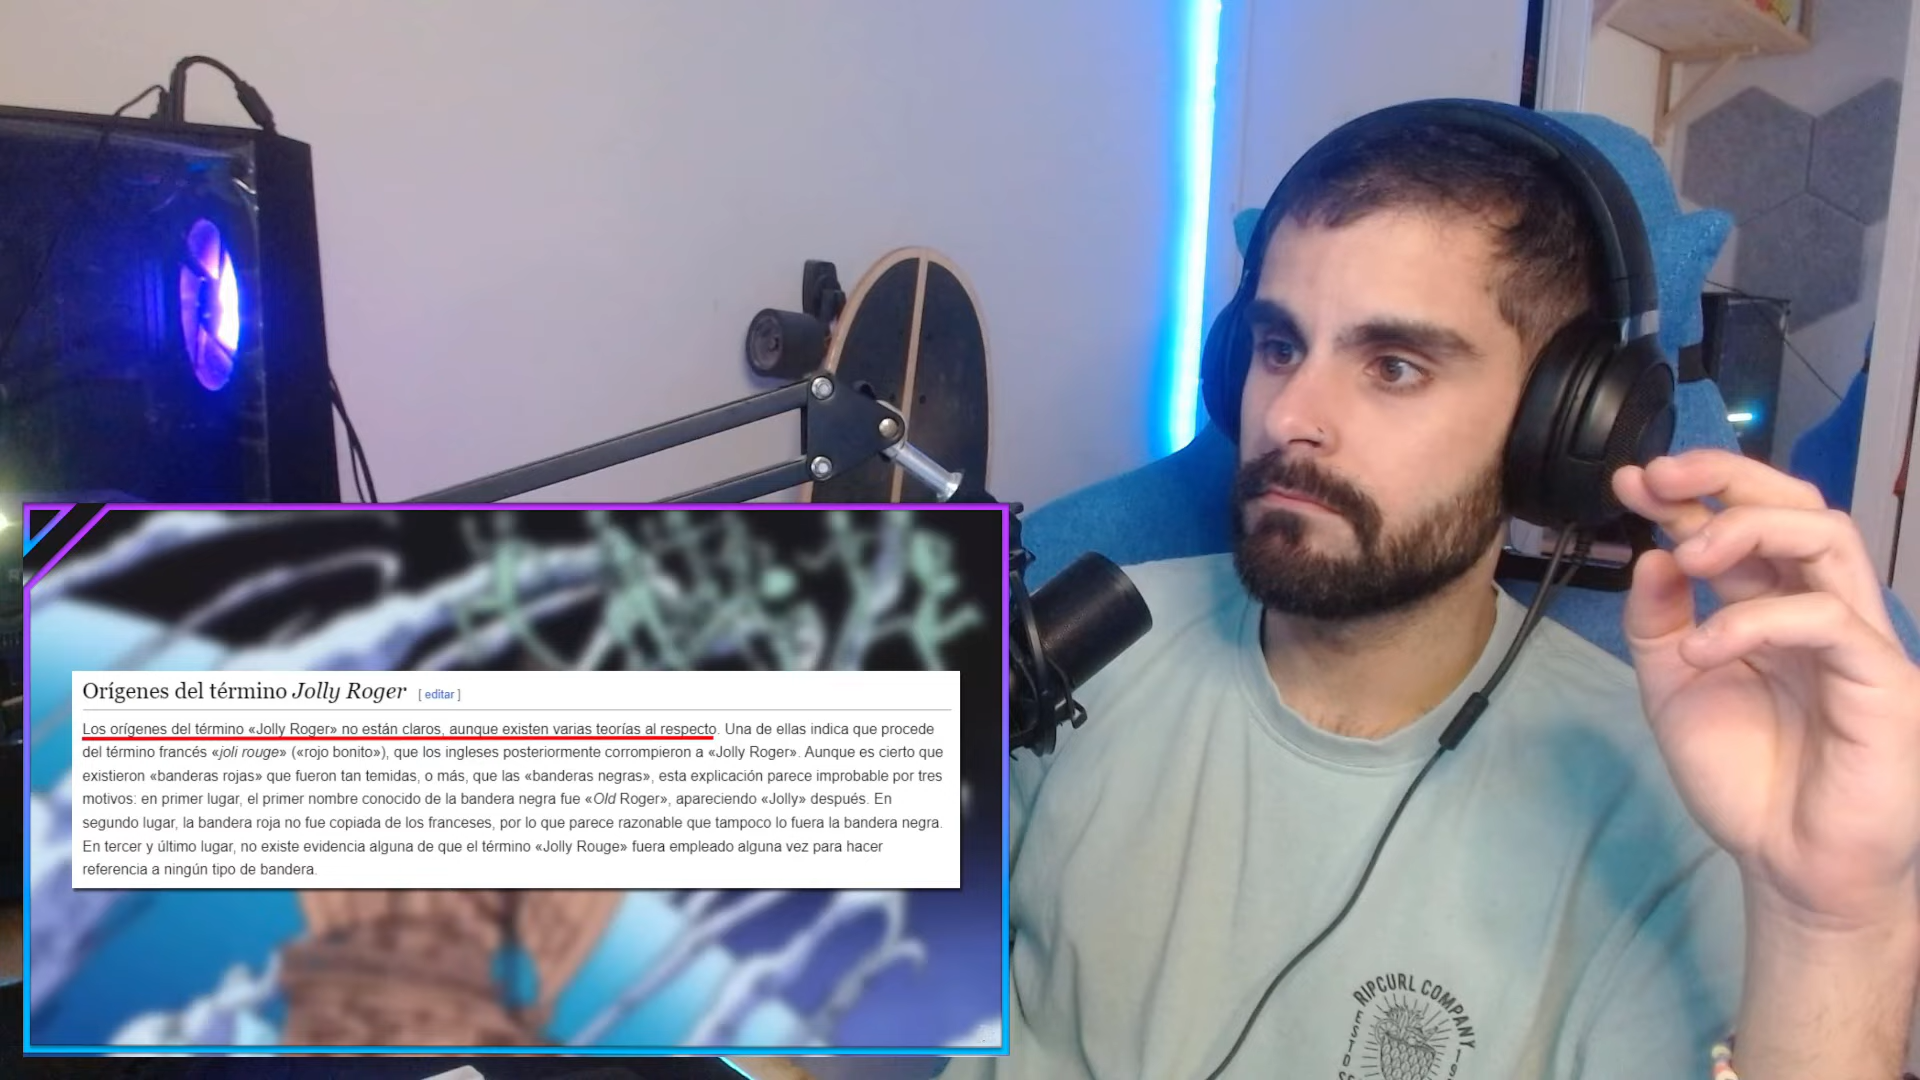 Orígenes del término Jolly Roger [ editar ]
Los orígenes del término «Jolly Roger» no están claros, aunque existen varias teorías al respecto. Una de ellas indica que procede
del término francés «joli rouge» («rojo bonito»), que los ingleses posteriormente corrompieron a «Jolly Roger». Aunque es cierto que
existieron «banderas rojas» que fueron tan temidas, o más, que las «banderas negras», esta explicación parece improbable por tres
motivos: en primer lugar, el primer nombre conocido de la bandera negra fue «Old Roger», apareciendo «Jolly» después. En
segundo lugar, la bandera roja no fue copiada de los franceses, por lo que parece razonable que tampoco lo fuera la bandera negra.
En tercer y último lugar, no existe evidencia alguna de que el término «Jolly Rouge» fuera empleado alguna vez para hacer
referencia a ningún tipo de bandera.
RIPCURL COMPANY